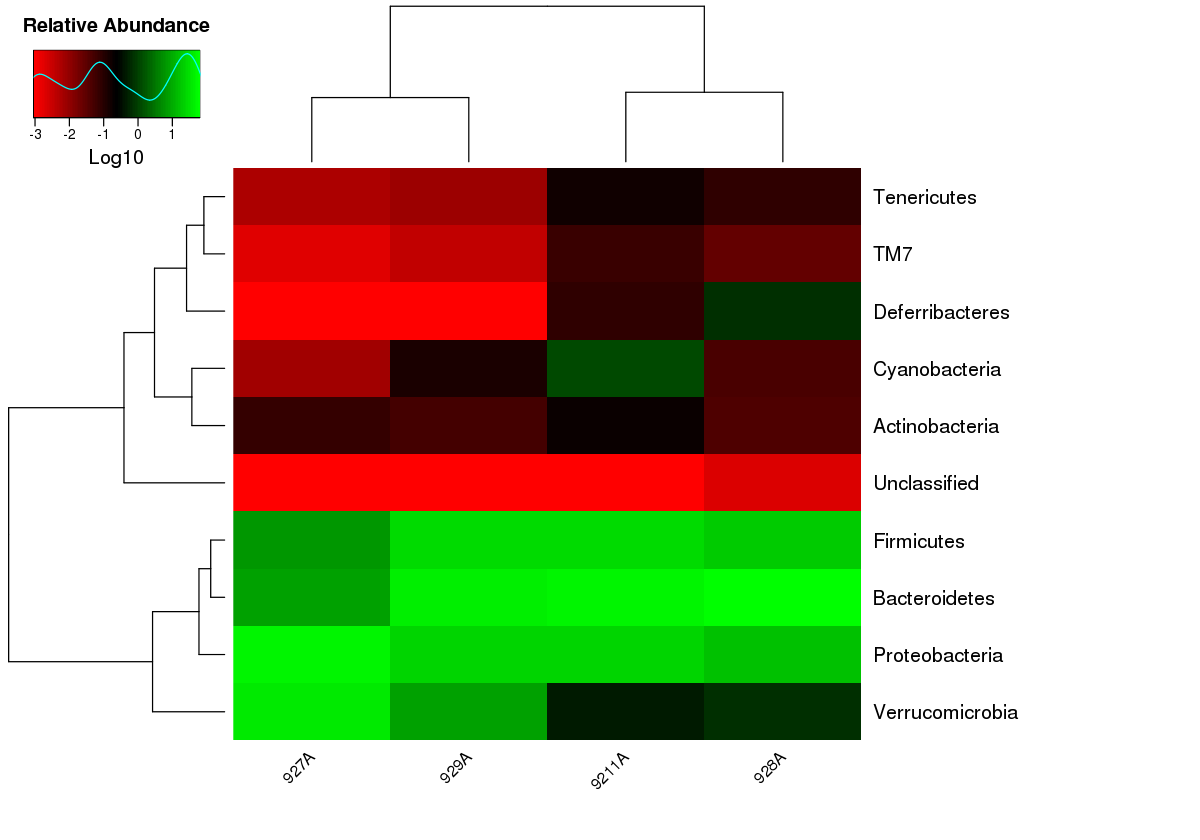 Relative Abundance
-3 -2 -1 0 1
Log10
Tenericutes
TM7
Deferribacteres
Cyanobacteria
Actinobacteria
Unclassified
Firmicutes
Bacteroidetes
Proteobacteria
Verrucomicrobia
927A 929A 9211A 928A